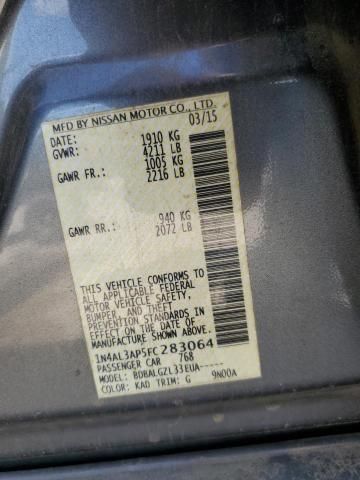 MFD BY NISSAN MOTOR CO., LTD.
DATE: 03/15
GVWR: 1910 KG
4211 LB
GAWR FR.: 1005 KG
2216 LB
GAWR RR.: 940 KG
2072 LB
THIS VEHICLE CONFORMS TO
ALL APPLICABLE FEDERAL
MOTOR VEHICLE SAFETY,
BUMPER, AND THEFT
PREVENTION STANDARDS IN
EFFECT ON THE DATE OF
MANUFACTURE SHOWN ABOVE.
1N4AL3AP5FC283064
PASSENGER CAR 768
MODEL: BDBALGZL33EUA-----
COLOR: KAD TRIM: G 9N00A